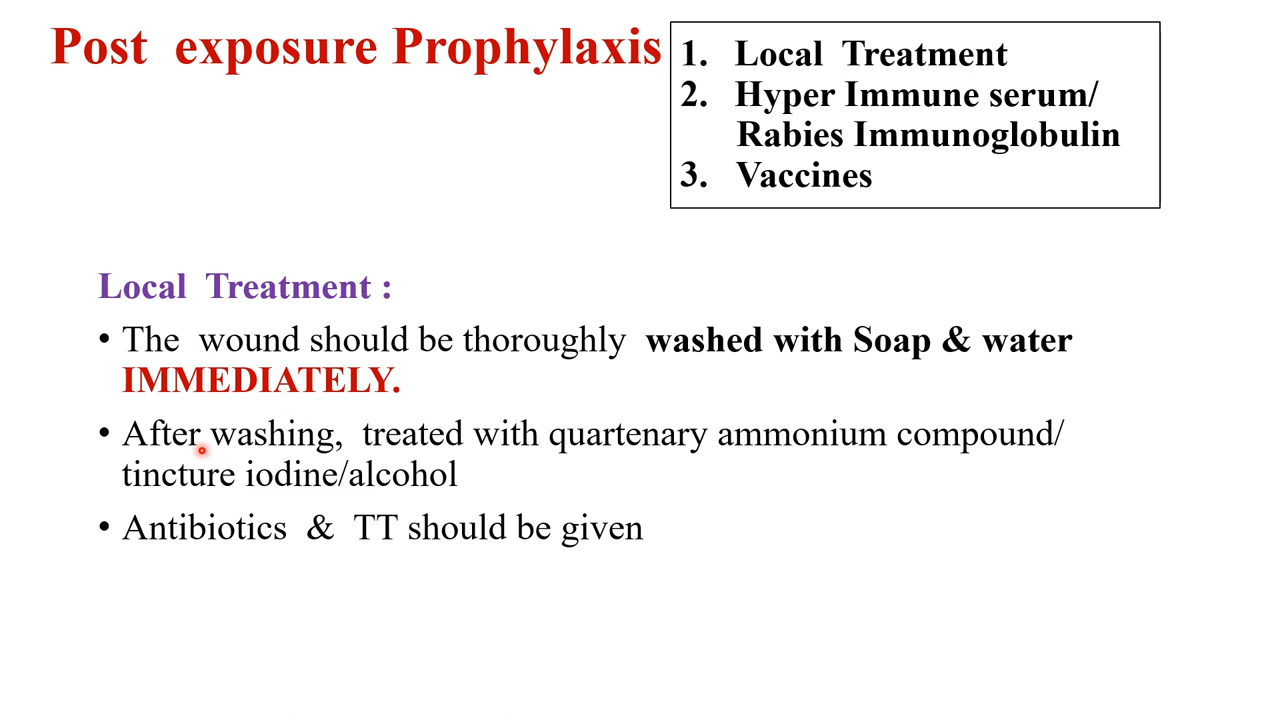 Post exposure Prophylaxis
1. Local Treatment
2. Hyper Immune serum/
Rabies Immunoglobulin
3. Vaccines
Local Treatment :
• The wound should be thoroughly washed with Soap & water
IMMEDIATELY.
• After washing, treated with quartenary ammonium compound/
tincture iodine/alcohol
• Antibiotics & TT should be given